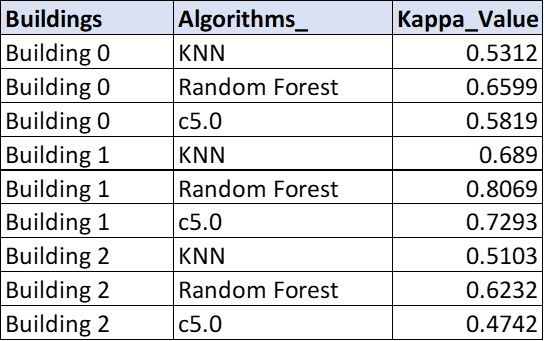 Buildings Algorithms_ Kappa_Value
Building 0 KNN 0.5312
Building 0 Random Forest 0.6599
Building 0 c5.0 0.5819
Building 1 KNN 0.689
Building 1 Random Forest 0.8069
Building 1 c5.0 0.7293
Building 2 KNN 0.5103
Building 2 Random Forest 0.6232
Building 2 c5.0 0.4742